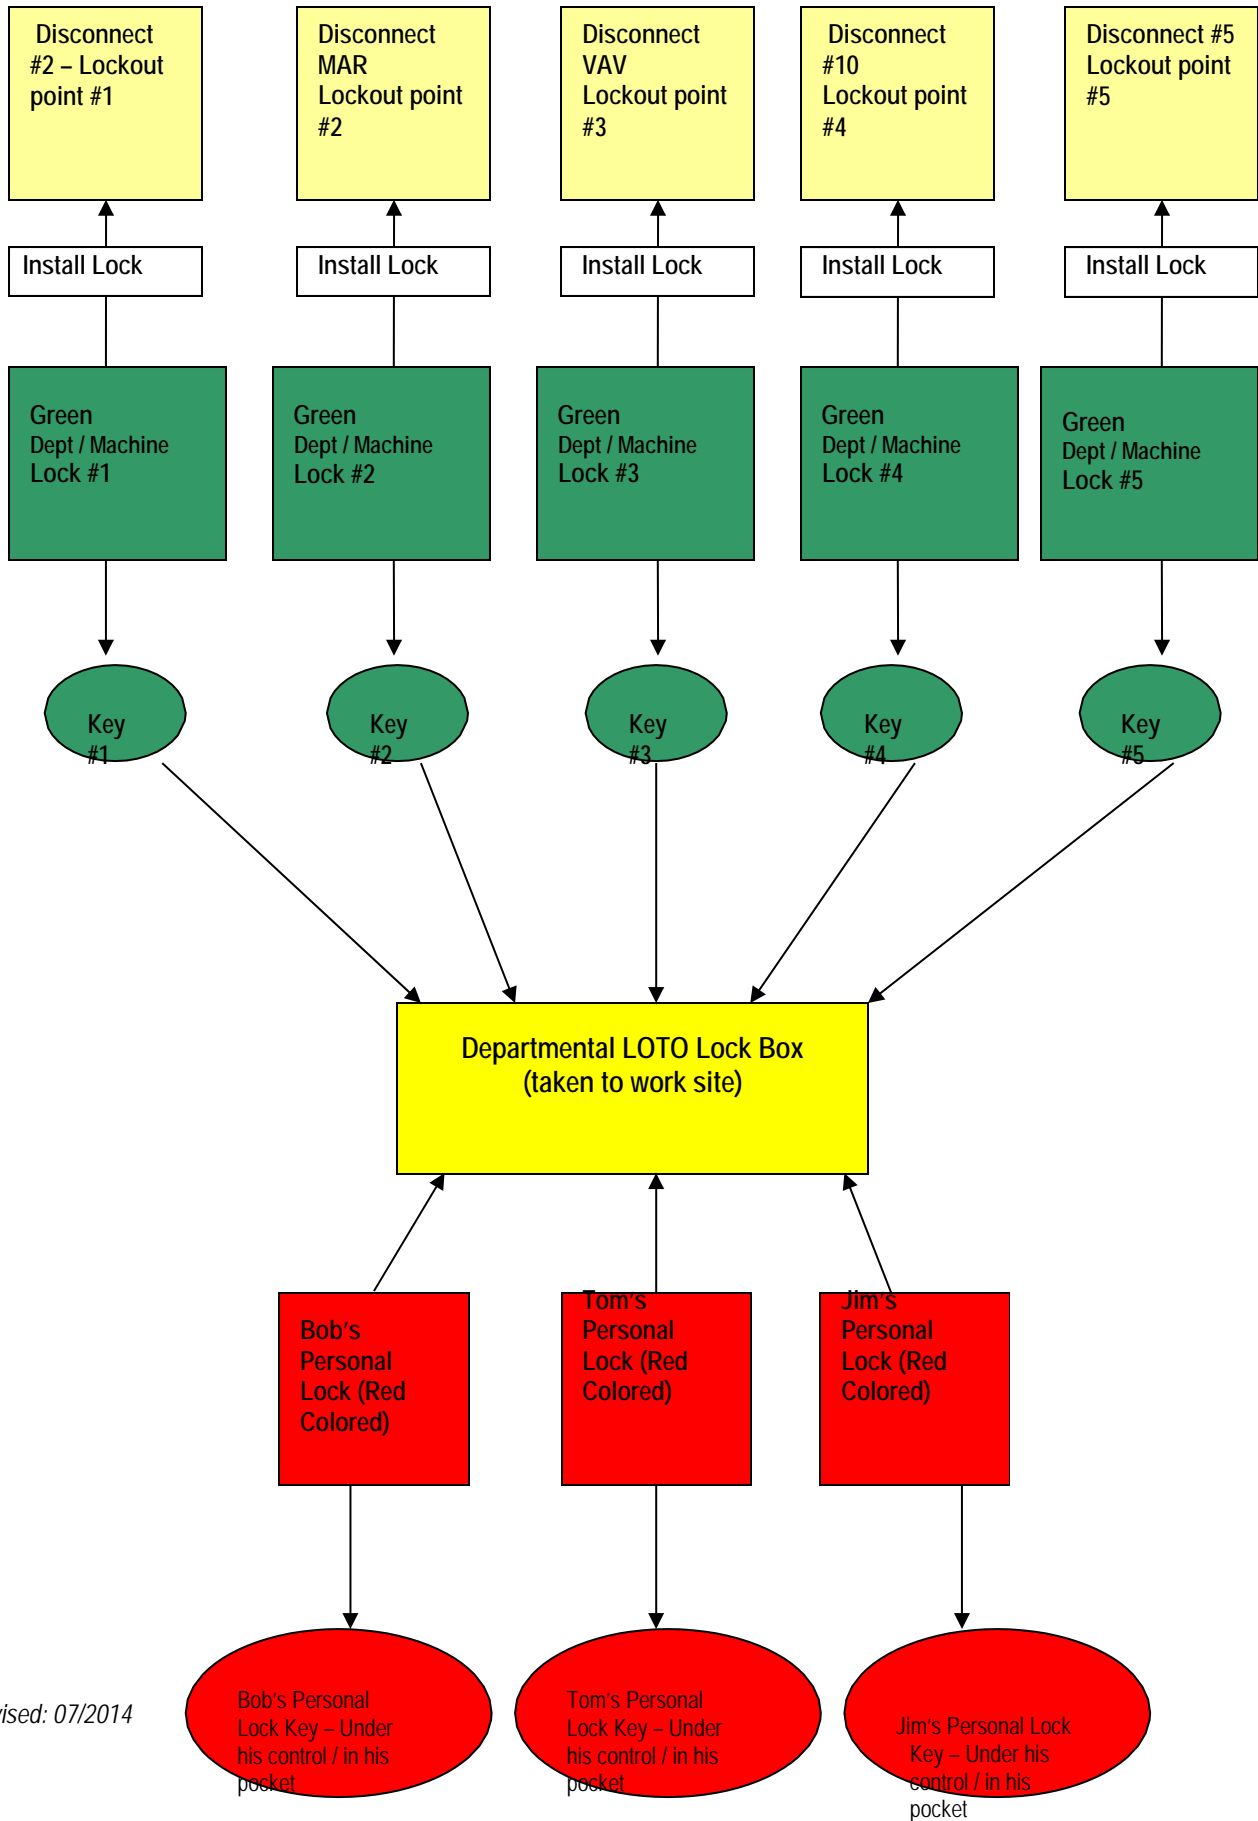 Disconnect
#2 – Lockout
point #1
Disconnect
MAR
Lockout point
#2
Disconnect
VAV
Lockout point
#3
Disconnect
#10
Lockout point
#4
Disconnect #5
Lockout point
#5
Install Lock
Install Lock
Install Lock
Install Lock
Install Lock
Green
Dept / Machine
Lock #1
Green
Dept / Machine
Lock #2
Green
Dept / Machine
Lock #3
Green
Dept / Machine
Lock #4
Green
Dept / Machine
Lock #5
Key
#1
Key
#2
Key
#3
Key
#4
Key
#5
Departmental LOTO Lock Box
(taken to work site)
Bob's
Personal
Lock (Red
Colored)
Tom's
Personal
Lock (Red
Colored)
Jim's
Personal
Lock (Red
Colored)
ised: 07/2014
Bob's Personal
Lock Key – Under
his control / in his
pocket
Tom's Personal
Lock Key – Under
his control / in his
pocket
Jim's Personal Lock
Key – Under his
control / in his
pocket